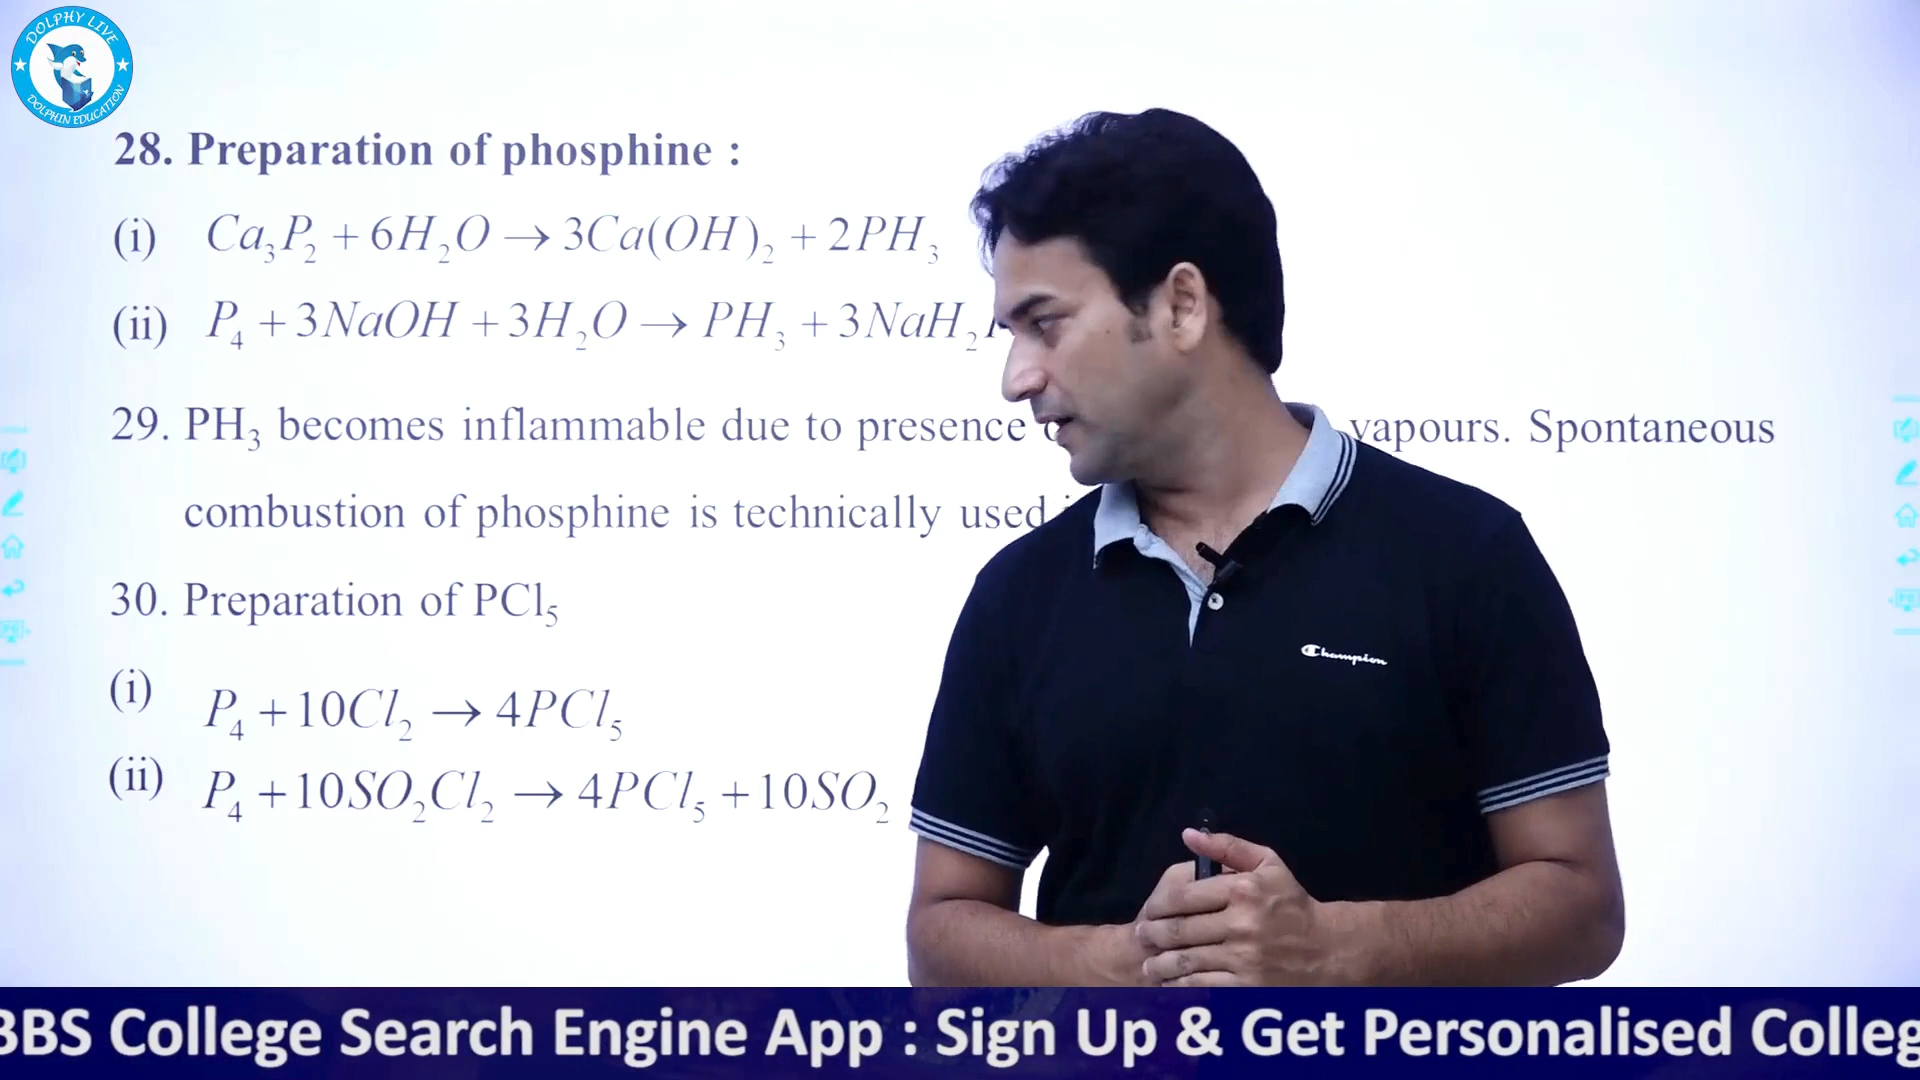 DOLPHY LIVE
DOLPHIN EDUCATION
28. Preparation of phosphine :
(i) Ca₃P₂ + 6H₂O → 3Ca(OH)₂ + 2PH₃
(ii) P₄ + 3NaOH + 3H₂O → PH₃ + 3NaH₂
29. PH₃ becomes inflammable due to presence vapours. Spontaneous
combustion of phosphine is technically used
30. Preparation of PCl₅
(i) P₄ + 10Cl₂ → 4PCl₅
(ii) P₄ + 10SO₂Cl₂ → 4PCl₅ + 10SO₂
Champion
BBS College Search Engine App : Sign Up & Get Personalised Colleg